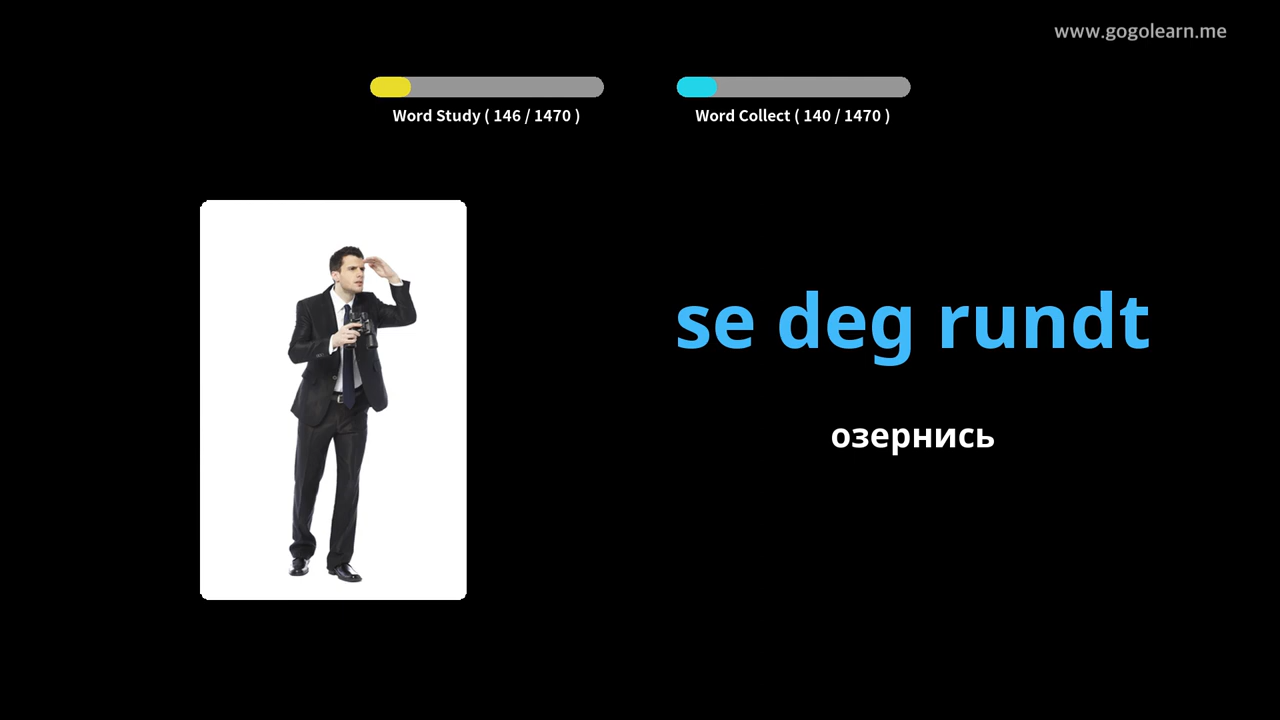 www.gogolearn.me
Word Study ( 146 / 1470 )
Word Collect ( 140 / 1470 )
se deg rundt
озернись